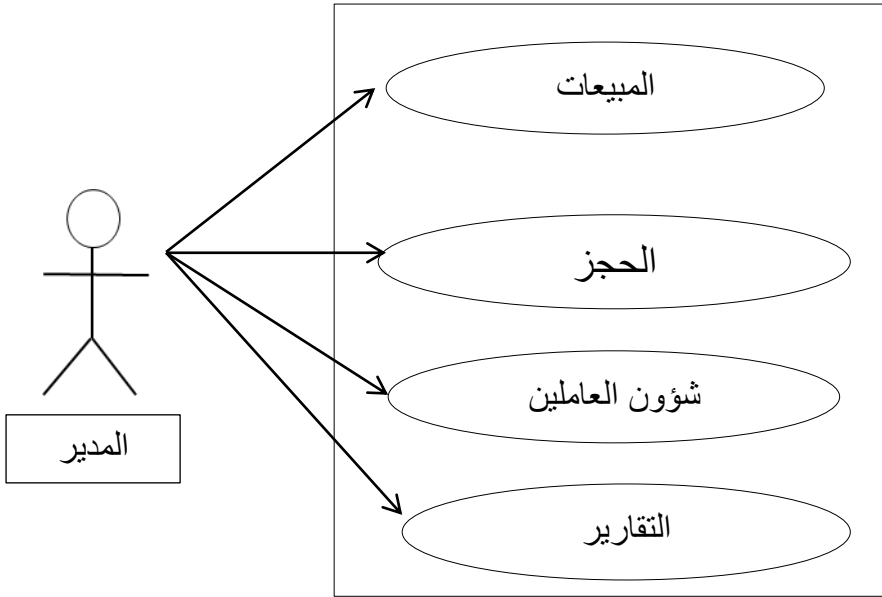 المبيعات
الحجز
شؤون العاملين
المدير
التقارير